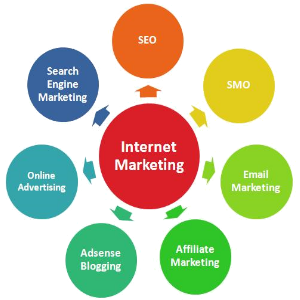 SEO
SMO
Email
Marketing
Affiliate
Marketing
Adsense
Blogging
Online
Advertising
Search
Engine
Marketing
Internet
Marketing